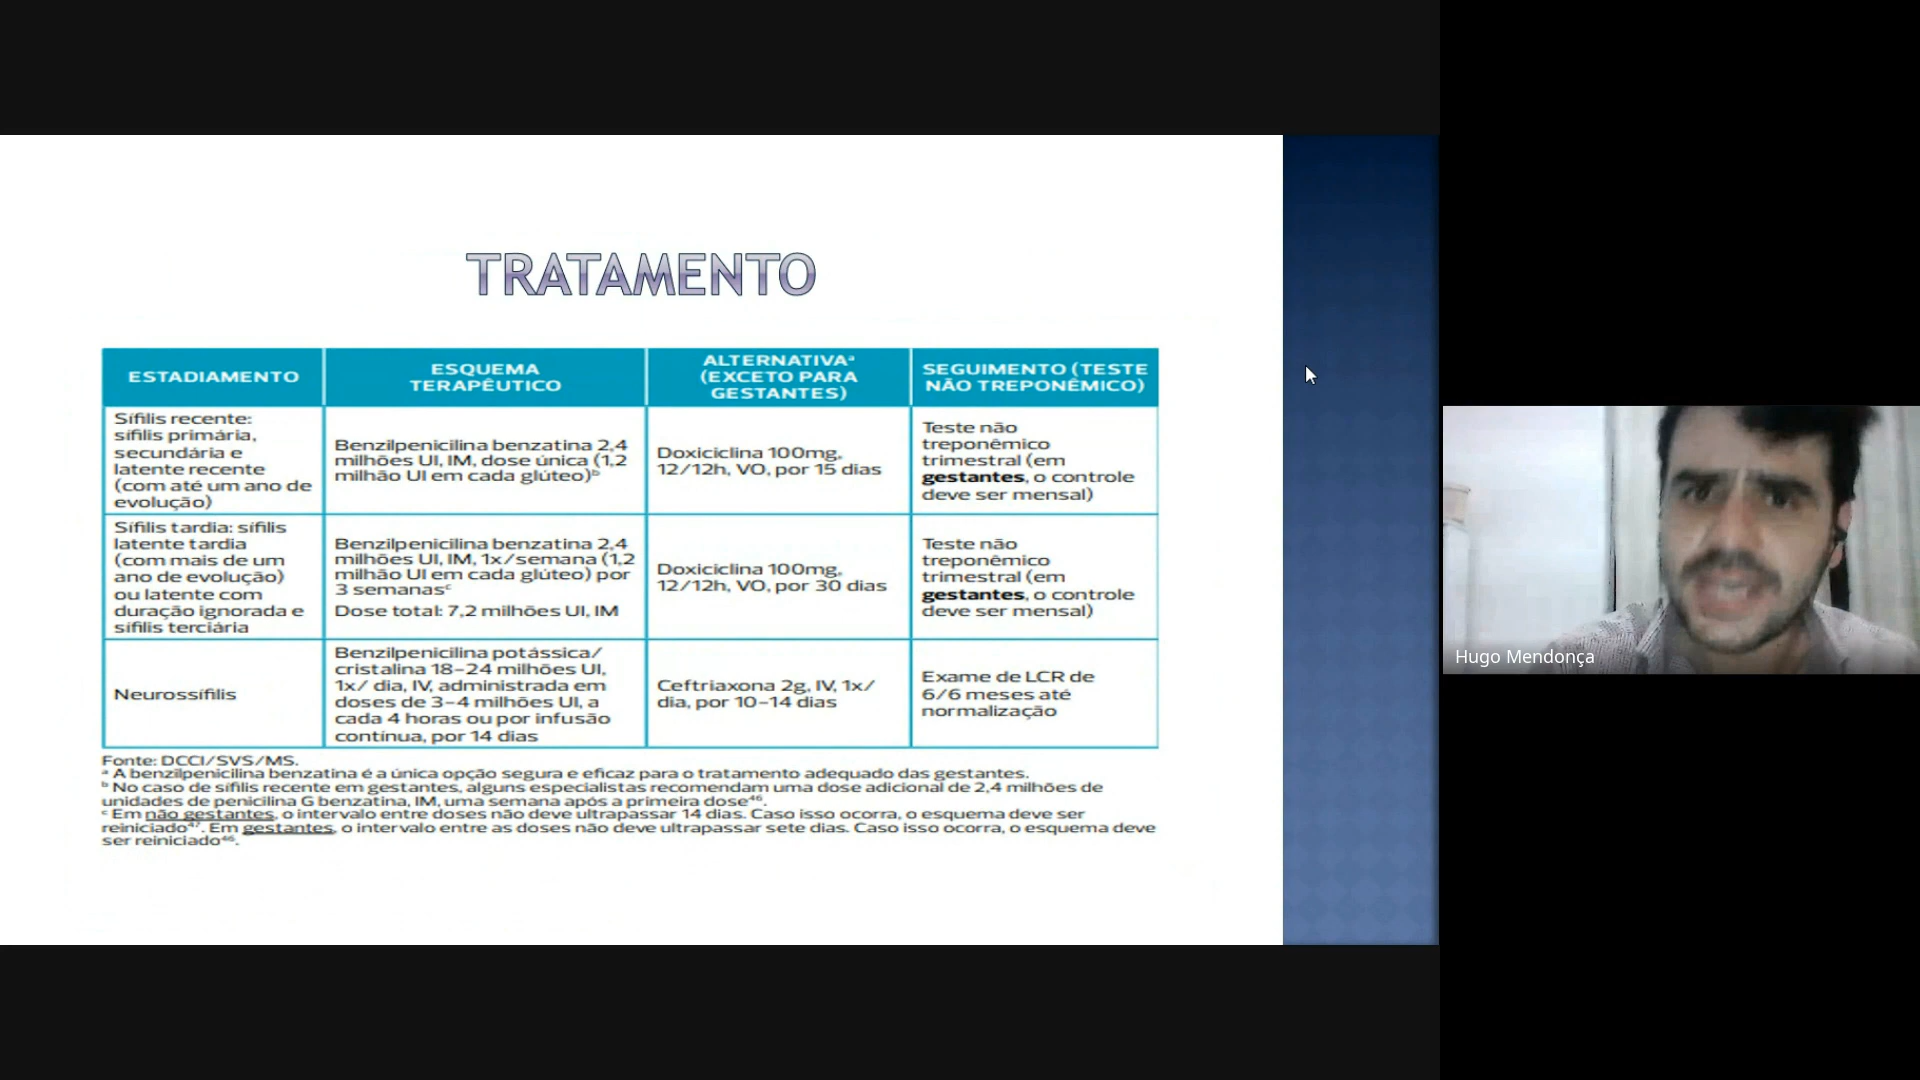 TRATAMENTO
ESTADIAMENTO
ESQUEMA
TERAPÊUTICO
ALTERNATIVAᵃ
(EXCETO PARA
GESTANTES)
SEGUIMENTO (TESTE
NÃO TREPONÊMICO)
Sífilis recente:
sífilis primária,
secundária e
latente recente
(com até um ano de
evolução)
Benzilpenicilina benzatina 2,4
milhões UI, IM, dose única (1,2
milhão UI em cada glúteo)ᵇ
Doxiciclina 100mg,
12/12h, VO, por 15 dias
Teste não
treponêmico
trimestral (em
gestantes, o controle
deve ser mensal)
Sífilis tardia: sífilis
latente tardia
(com mais de um
ano de evolução)
ou latente com
duração ignorada e
sífilis terciária
Benzilpenicilina benzatina 2,4
milhões UI, IM, 1x/semana (1,2
milhão UI em cada glúteo) por
3 semanasᶜ
Dose total: 7,2 milhões UI, IM
Doxiciclina 100mg,
12/12h, VO, por 30 dias
Teste não
treponêmico
trimestral (em
gestantes, o controle
deve ser mensal)
Neurossífilis
Benzilpenicilina potássica/
cristalina 18–24 milhões UI,
1x/ dia, IV, administrada em
doses de 3–4 milhões UI, a
cada 4 horas ou por infusão
contínua, por 14 dias
Ceftriaxona 2g, IV, 1x/
dia, por 10–14 dias
Exame de LCR de
6/6 meses até
normalização
Fonte: DCCI/SVS/MS.
ᵃ A benzilpenicilina benzatina é a única opção segura e eficaz para o tratamento adequado das gestantes.
ᵇ No caso de sífilis recente em gestantes, alguns especialistas recomendam uma dose adicional de 2,4 milhões de
unidades de penicilina G benzatina, IM, uma semana após a primeira dose⁴⁶.
ᶜ Em não gestantes, o intervalo entre doses não deve ultrapassar 14 dias. Caso isso ocorra, o esquema deve ser
reiniciado⁴⁷. Em gestantes, o intervalo entre as doses não deve ultrapassar sete dias. Caso isso ocorra, o esquema deve
ser reiniciado⁴⁶.
Hugo Mendonça